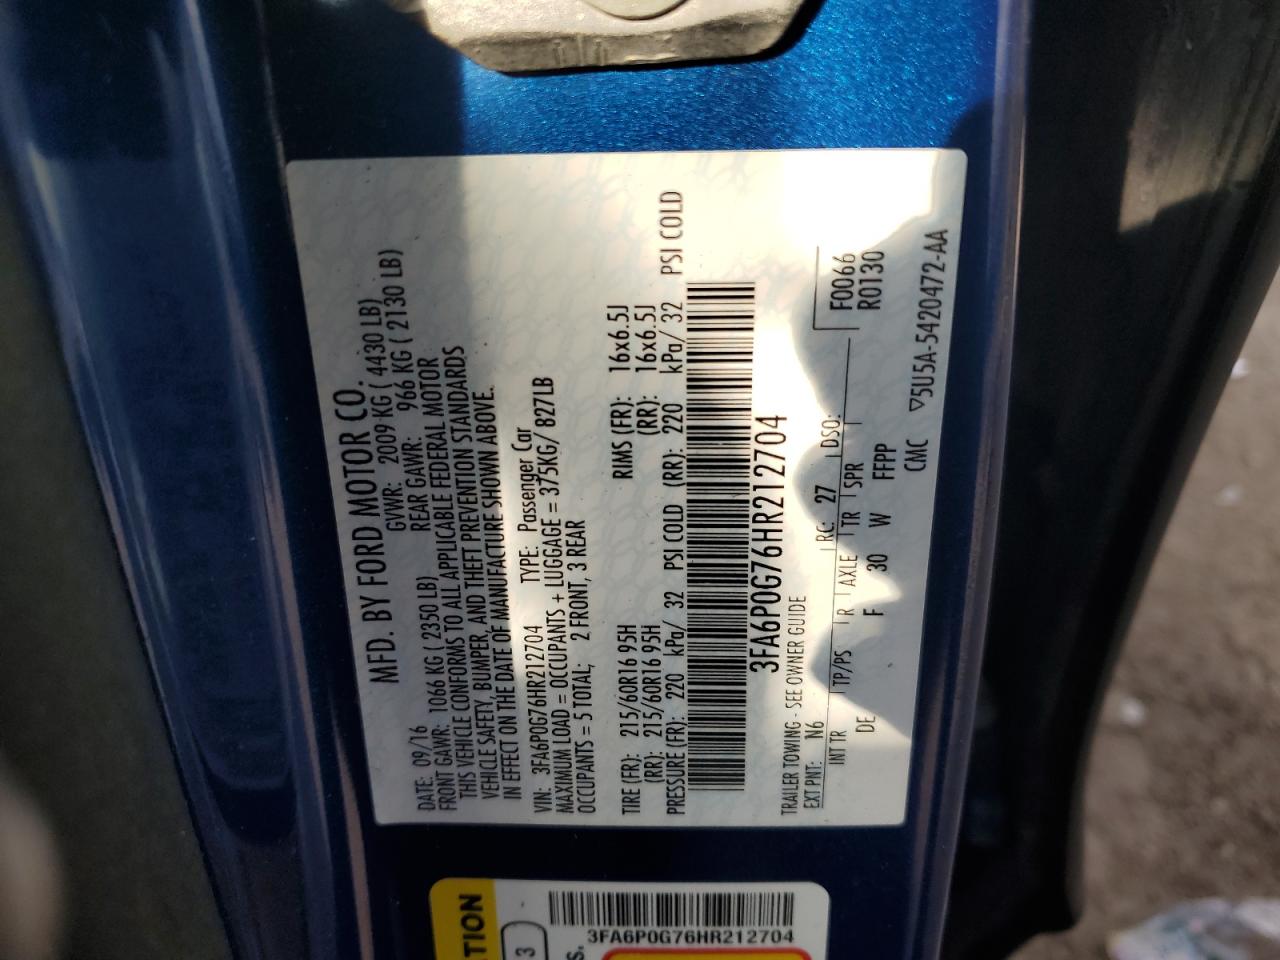 MFD. BY FORD MOTOR CO.
DATE: 09/16 GVWR: 2009 KG ( 4430 LB)
FRONT GAWR: 1066 KG ( 2350 LB) REAR GAWR: 966 KG ( 2130 LB)
THIS VEHICLE CONFORMS TO ALL APPLICABLE FEDERAL MOTOR
VEHICLE SAFETY, BUMPER, AND THEFT PREVENTION STANDARDS
IN EFFECT ON THE DATE OF MANUFACTURE SHOWN ABOVE.
VIN: 3FA6P0G76HR212704 TYPE: Passenger Car
MAXIMUM LOAD = OCCUPANTS + LUGGAGE = 375KG/ 827LB
OCCUPANTS = 5 TOTAL; 2 FRONT, 3 REAR
TIRE (FR): 215/60R16 95H RIMS (FR): 16x6.5J
(RR): 215/60R16 95H (RR): 16x6.5J
PRESSURE (FR): 220 kPa/ 32 PSI COLD (RR): 220 kPa/ 32 PSI COLD
3FA6P0G76HR212704
TRAILER TOWING - SEE OWNER GUIDE
EXT PNT: N6 RC: 27 DSO: F0066
INT TR TP/PS R AXLE TR SPR R0130
DE F 30 W FFPP
CMC ▽5U5A-5420472-AA
3FA6P0G76HR212704
3